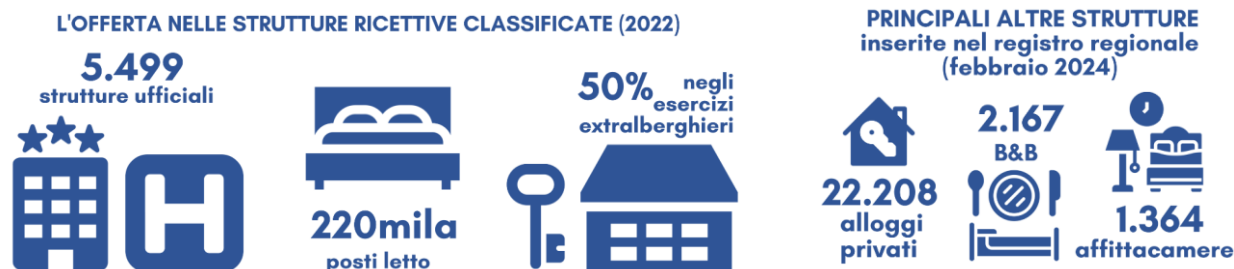 L'OFFERTA NELLE STRUTTURE RICETTIVE CLASSIFICATE (2022)
5.499
strutture ufficiali
220mila
posti letto
50% negli
esercizi
extralberghieri
PRINCIPALI ALTRE STRUTTURE
inserite nel registro regionale
(febbraio 2024)
22.208
alloggi
privati
2.167
B&B
1.364
affittacamere